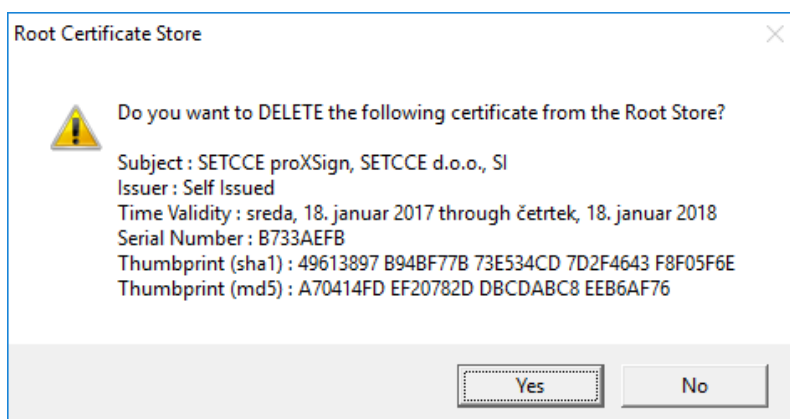 Root Certificate Store
Do you want to DELETE the following certificate from the Root Store?
Subject : SETCCE proXSign, SETCCE d.o.o., SI
Issuer : Self Issued
Time Validity : sreda, 18. januar 2017 through četrtek, 18. januar 2018
Serial Number : B733AEFB
Thumbprint (sha1) : 49613897 B94BF77B 73E534CD 7D2F4643 F8F05F6E
Thumbprint (md5) : A70414FD EF20782D DBCDABC8 EEB6AF76
Yes
No